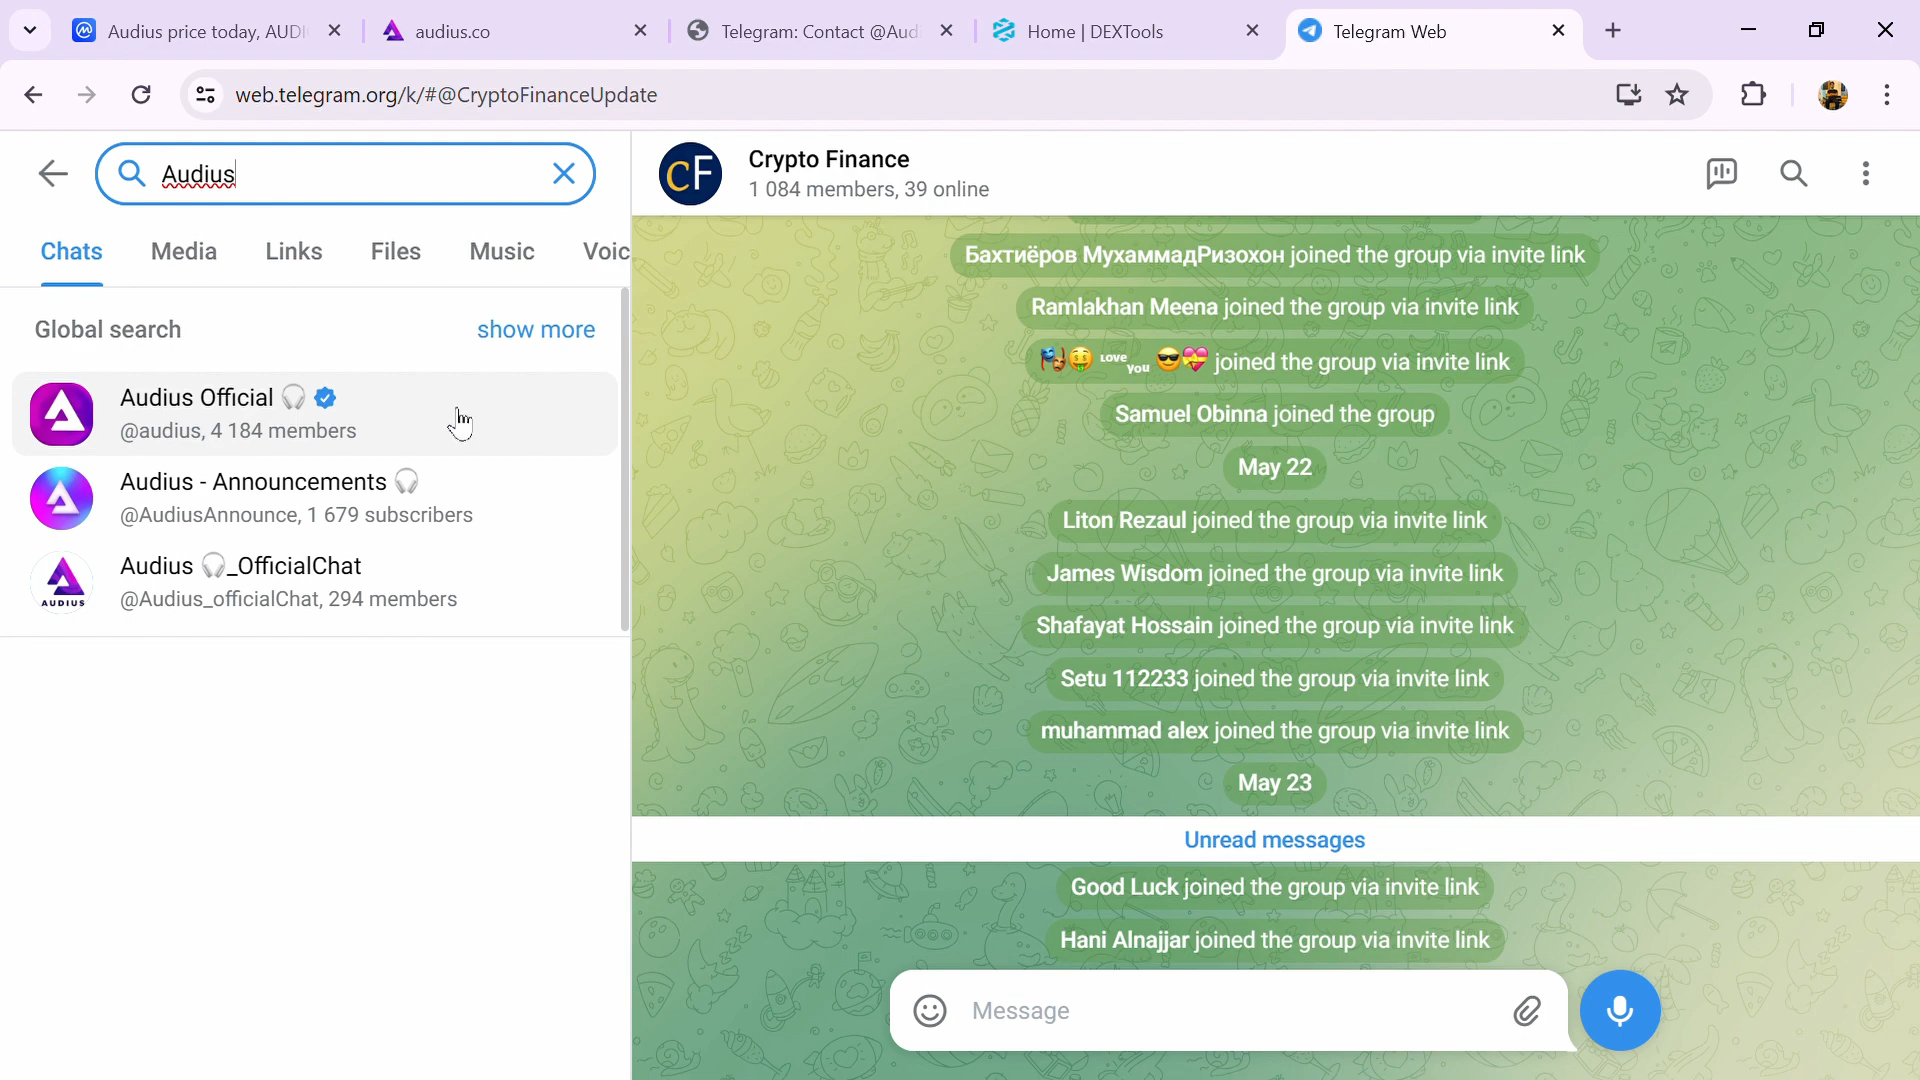 Audius price today, AUDI
audius.co
Telegram: Contact @Aud
Home | DEXTools
Telegram Web
web.telegram.org/k/#@CryptoFinanceUpdate
Audius
Chats Media Links Files Music Voic
Global search show more
Audius Official
@audius, 4 184 members
Audius - Announcements
@AudiusAnnounce, 1 679 subscribers
AUDIUS
Audius 🎧_OfficialChat
@Audius_officialChat, 294 members
CF
Crypto Finance
1 084 members, 39 online
Бахтиёров МухаммадРизохон joined the group via invite link
Ramlakhan Meena joined the group via invite link
🎭🤑 LOVE you 😎💝 joined the group via invite link
Samuel Obinna joined the group
May 22
Liton Rezaul joined the group via invite link
James Wisdom joined the group via invite link
Shafayat Hossain joined the group via invite link
Setu 112233 joined the group via invite link
muhammad alex joined the group via invite link
May 23
Unread messages
Good Luck joined the group via invite link
Hani Alnajjar joined the group via invite link
Message